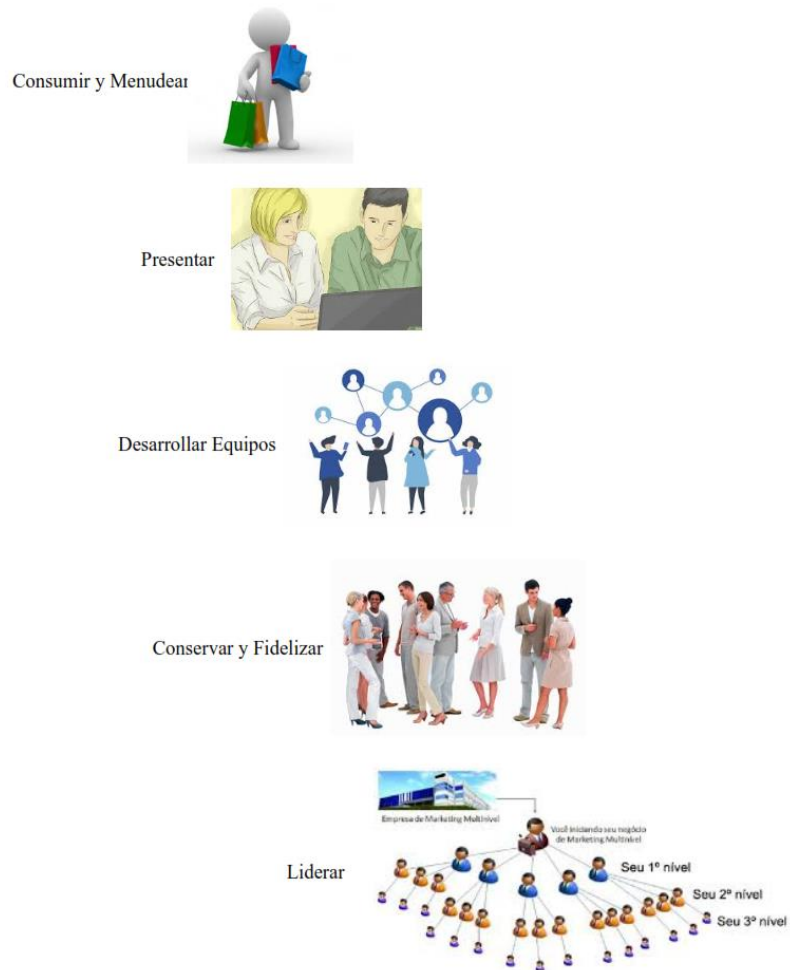 Consumir y Menudear
Presentar
Desarrollar Equipos
Conservar y Fidelizar
Empresa de Marketing Multinível
Você iniciando seu negócio
de Marketing Multinível
Liderar
Seu 1º nível
Seu 2º nível
Seu 3º nível